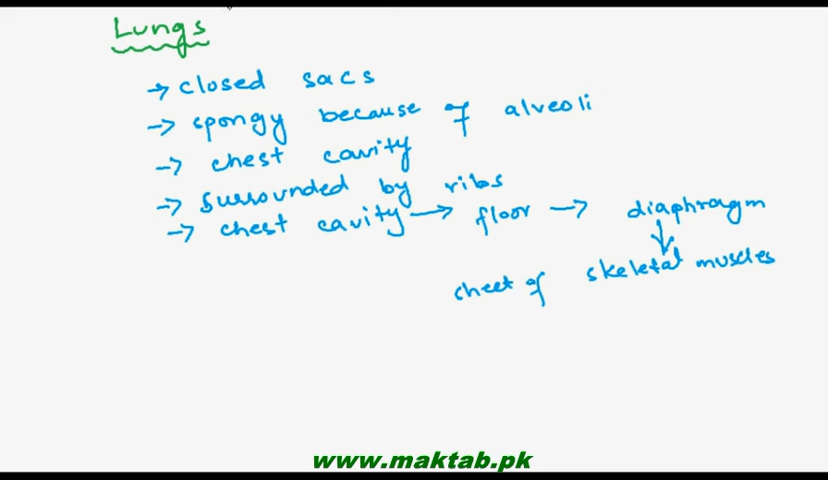 Lungs
→ closed sacs
→ spongy because of alveoli
→ chest cavity
→ surrounded by ribs
→ chest cavity → floor → diaphragm
↓
cheet of skeletal muscles
www.maktab.pk